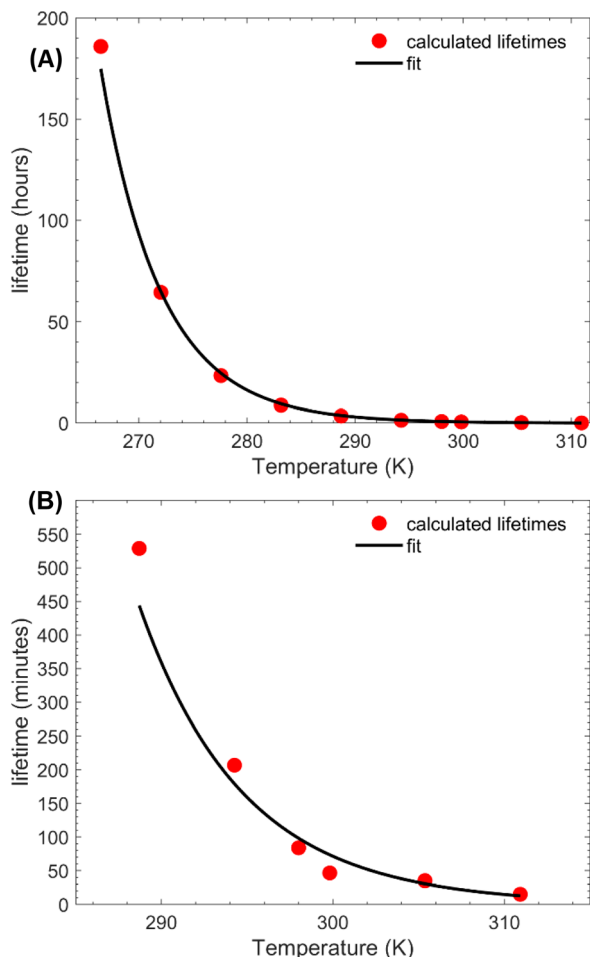 (A)
200
150
100
50
0
lifetime (hours)
calculated lifetimes
fit
270 280 290 300 310
Temperature (K)
(B)
550
500
450
400
350
300
250
200
150
100
50
0
lifetime (minutes)
calculated lifetimes
fit
290 300 310
Temperature (K)